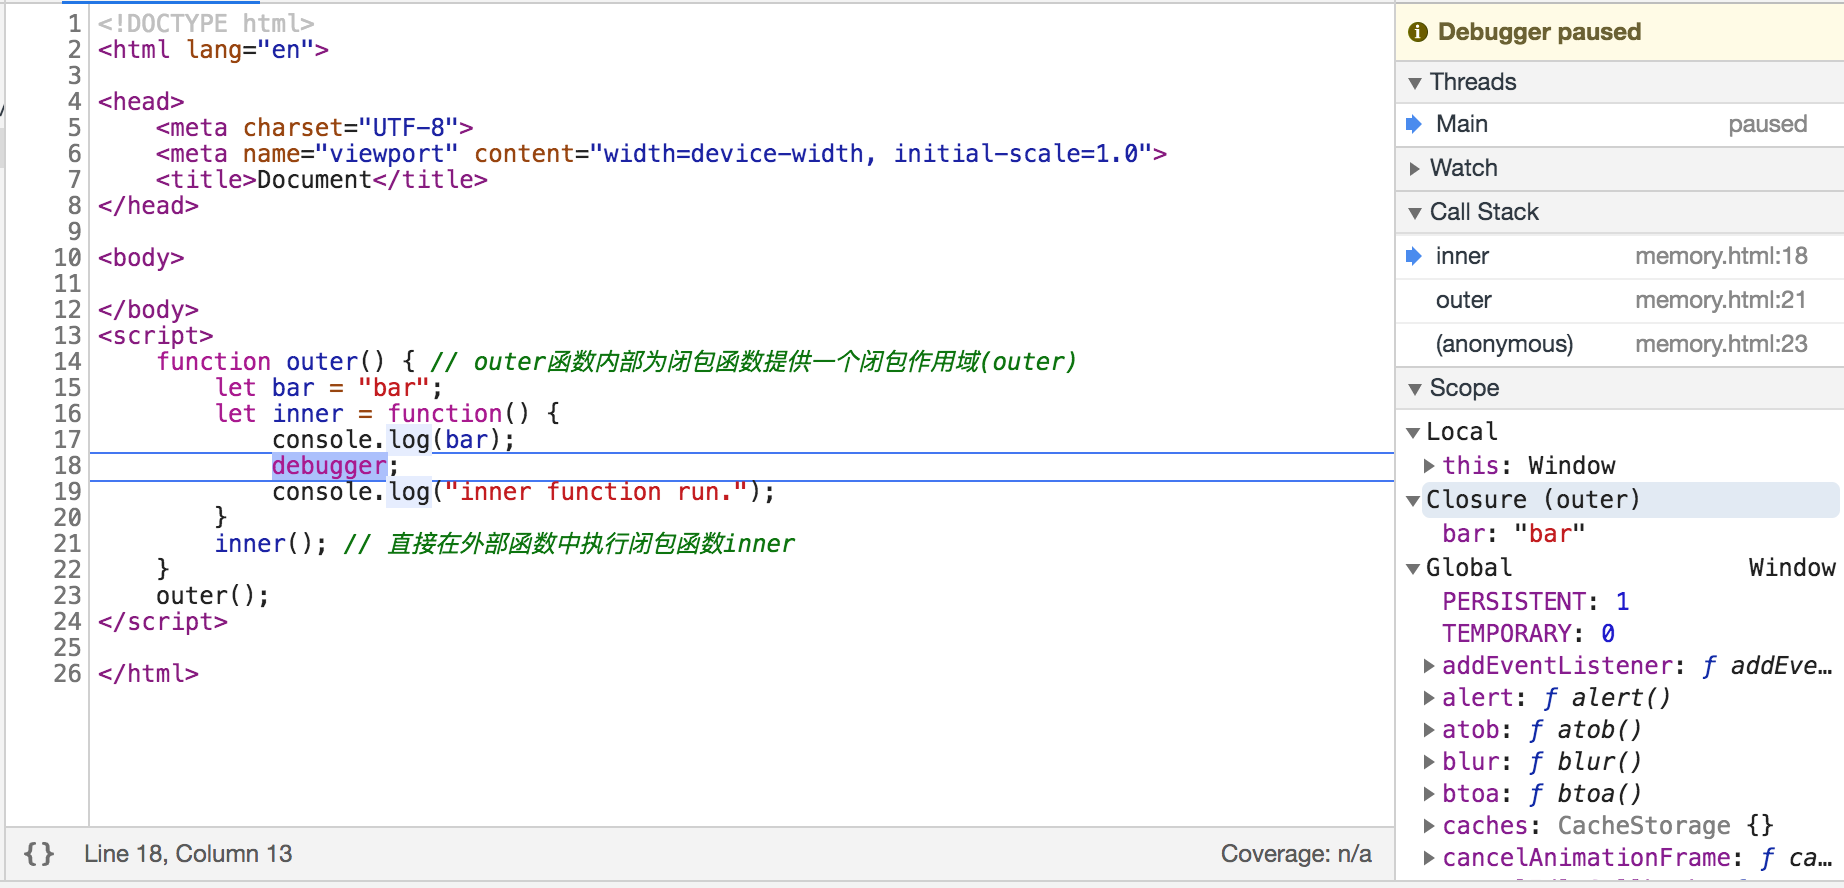 1 <!DOCTYPE html>
2 <html lang="en">
3
4 <head>
5     <meta charset="UTF-8">
6     <meta name="viewport" content="width=device-width, initial-scale=1.0">
7     <title>Document</title>
8 </head>
9
10 <body>
11
12 </body>
13 <script>
14     function outer() { // outer函数内部为闭包函数提供一个闭包作用域(outer)
15         let bar = "bar";
16         let inner = function() {
17             console.log(bar);
18             debugger;
19             console.log("inner function run.");
20         }
21         inner(); // 直接在外部函数中执行闭包函数inner
22     }
23     outer();
24 </script>
25
26 </html>
{} Line 18, Column 13
Coverage: n/a
Debugger paused
Threads
Main paused
Watch
Call Stack
inner memory.html:18
outer memory.html:21
(anonymous) memory.html:23
Scope
Local
this: Window
Closure (outer)
bar: "bar"
Global Window
PERSISTENT: 1
TEMPORARY: 0
addEventListener: ƒ addEve…
alert: ƒ alert()
atob: ƒ atob()
blur: ƒ blur()
btoa: ƒ btoa()
caches: CacheStorage {}
cancelAnimationFrame: ƒ ca…